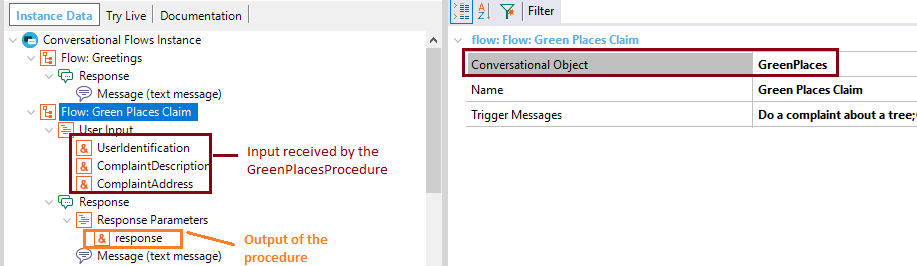 Instance Data Try Live Documentation
Conversational Flows Instance
Flow: Greetings
Response
Message (text message)
Flow: Green Places Claim
User Input
& UserIdentification
& ComplaintDescription
& ComplaintAddress
Input received by the
GreenPlacesProcedure
Response
Response Parameters
& response
Output of the
procedure
Message (text message)
Filter
flow: Flow: Green Places Claim
Conversational Object GreenPlaces
Name Green Places Claim
Trigger Messages Do a complaint about a tree;